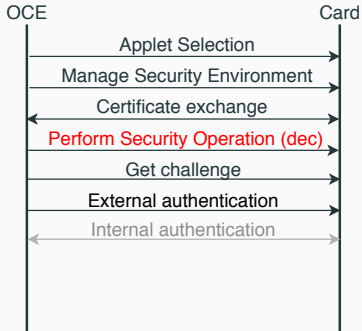 OCE Card
Applet Selection
Manage Security Environment
Certificate exchange
Perform Security Operation (dec)
Get challenge
External authentication
Internal authentication